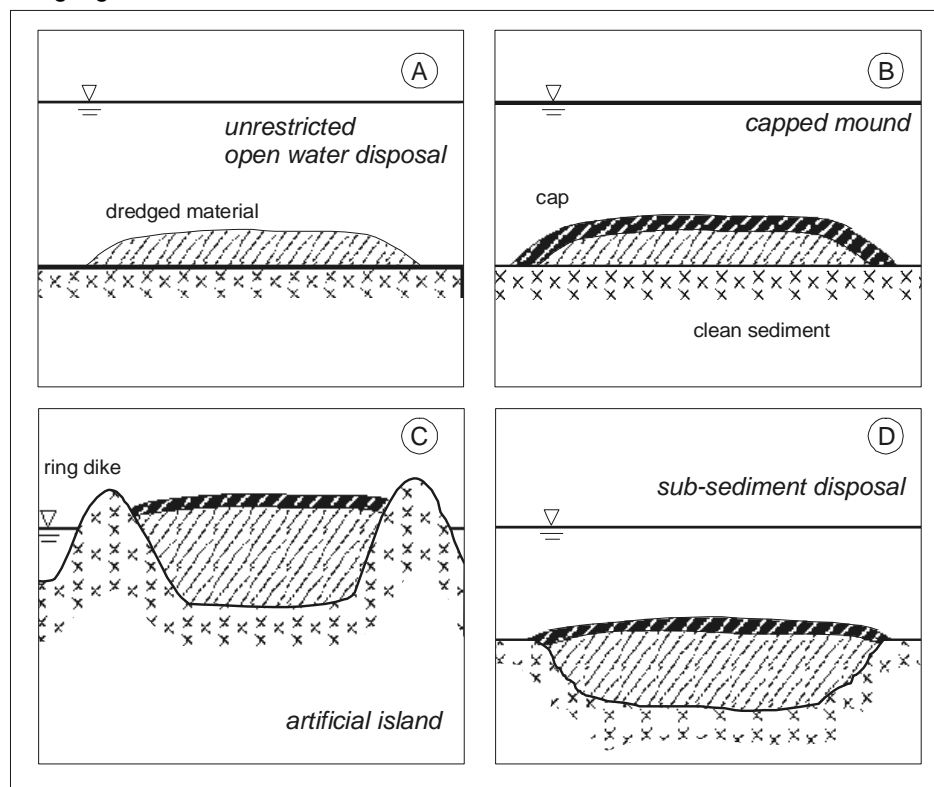 A
unrestricted
open water disposal
dredged material
B
capped mound
cap
clean sediment
C
ring dike
artificial island
D
sub-sediment disposal